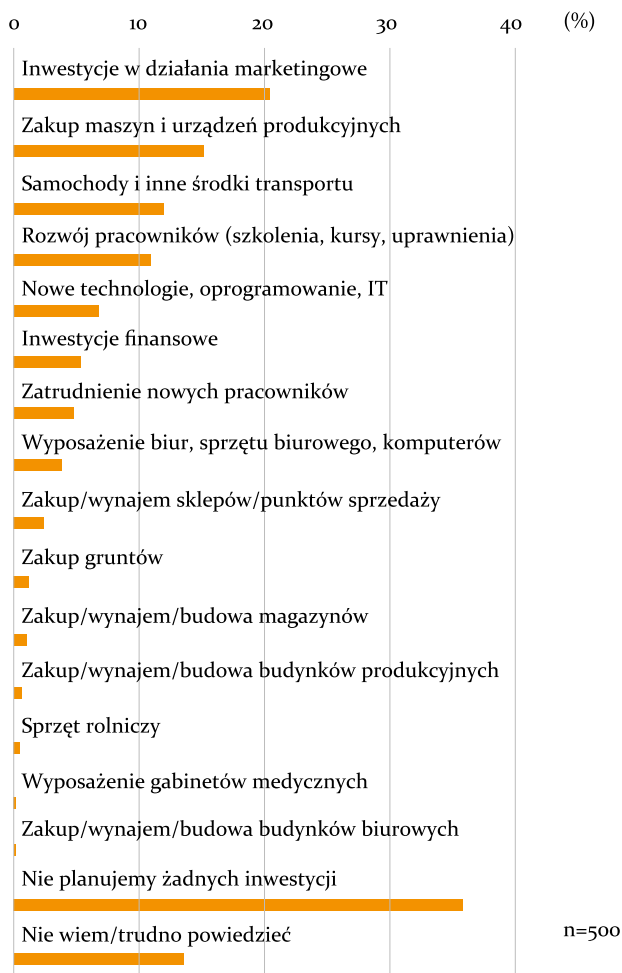 0 10 20 30 40 (%)
Inwestycje w działania marketingowe
Zakup maszyn i urządzeń produkcyjnych
Samochody i inne środki transportu
Rozwój pracowników (szkolenia, kursy, uprawnienia)
Nowe technologie, oprogramowanie, IT
Inwestycje finansowe
Zatrudnienie nowych pracowników
Wyposażenie biur, sprzętu biurowego, komputerów
Zakup/wynajem sklepów/punktów sprzedaży
Zakup gruntów
Zakup/wynajem/budowa magazynów
Zakup/wynajem/budowa budynków produkcyjnych
Sprzęt rolniczy
Wyposażenie gabinetów medycznych
Zakup/wynajem/budowa budynków biurowych
Nie planujemy żadnych inwestycji
Nie wiem/trudno powiedzieć
n=500